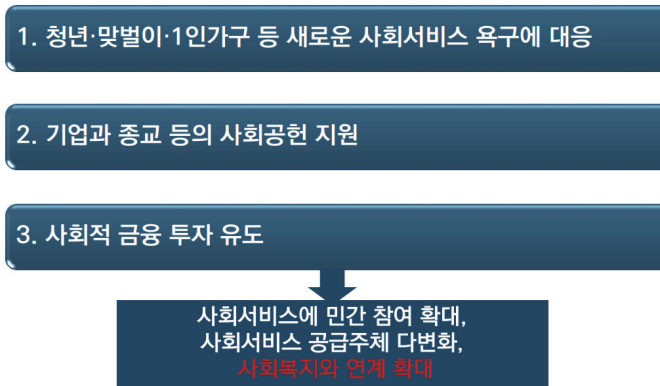 1. 청년·맞벌이·1인가구 등 새로운 사회서비스 욕구에 대응
2. 기업과 종교 등의 사회공헌 지원
3. 사회적 금융 투자 유도
사회서비스에 민간 참여 확대,
사회서비스 공급주체 다변화,
사회복지와 연계 확대